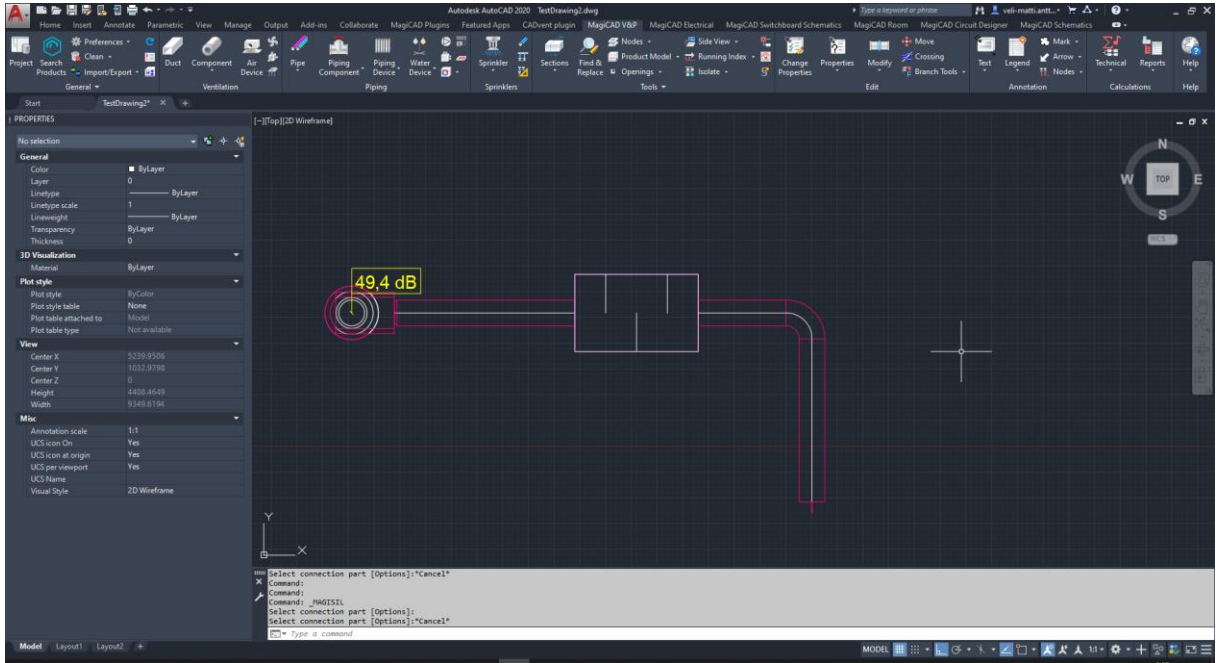 Autodesk AutoCAD 2020 TestDrawing2.dwg
Type a keyword or phrase
veli-matti.antt...
Home Insert Annotate Parametric View Manage Output Add-ins Collaborate MagiCAD Plugins Featured Apps CADvent plugin MagiCAD V&P MagiCAD Electrical MagiCAD Switchboard Schematics MagiCAD Room MagiCAD Circuit Designer MagiCAD Schematics
Project
Search Products
Preferences
Clean
Import/Export
Duct
Component
Air Device
Pipe
Piping Component
Piping Device
Water Device
Sprinkler
Sections
Find & Replace
Nodes
Product Model
Openings
Side View
Running Index
Isolate
Change Properties
Properties
Modify
Move
Crossing
Branch Tools
Text
Legend
Mark
Arrow
Nodes
Technical
Reports
Help
General Ventilation Piping Sprinklers Tools Edit Annotation Calculations Help
Start TestDrawing2*
PROPERTIES
No selection
General
Color ByLayer
Layer 0
Linetype ByLayer
Linetype scale 1
Lineweight ByLayer
Transparency ByLayer
Thickness 0
3D Visualization
Material ByLayer
Plot style
Plot style ByColor
Plot style table None
Plot table attached to Model
Plot table type Not available
View
Center X 5239.9506
Center Y 1032.9798
Center Z 0
Height 4408.4649
Width 9349.6194
Misc
Annotation scale 1:1
UCS icon On Yes
UCS icon at origin Yes
UCS per viewport Yes
UCS Name
Visual Style 2D Wireframe
[-][Top][2D Wireframe]
N
W TOP E
S
WCS
49,4 dB
Y
X
Select connection part [Options]:*Cancel*
Command:
Command:
Command: _MAGISIL
Select connection part [Options]:
Select connection part [Options]:*Cancel*
Type a command
Model Layout1 Layout2 +
MODEL
1:1